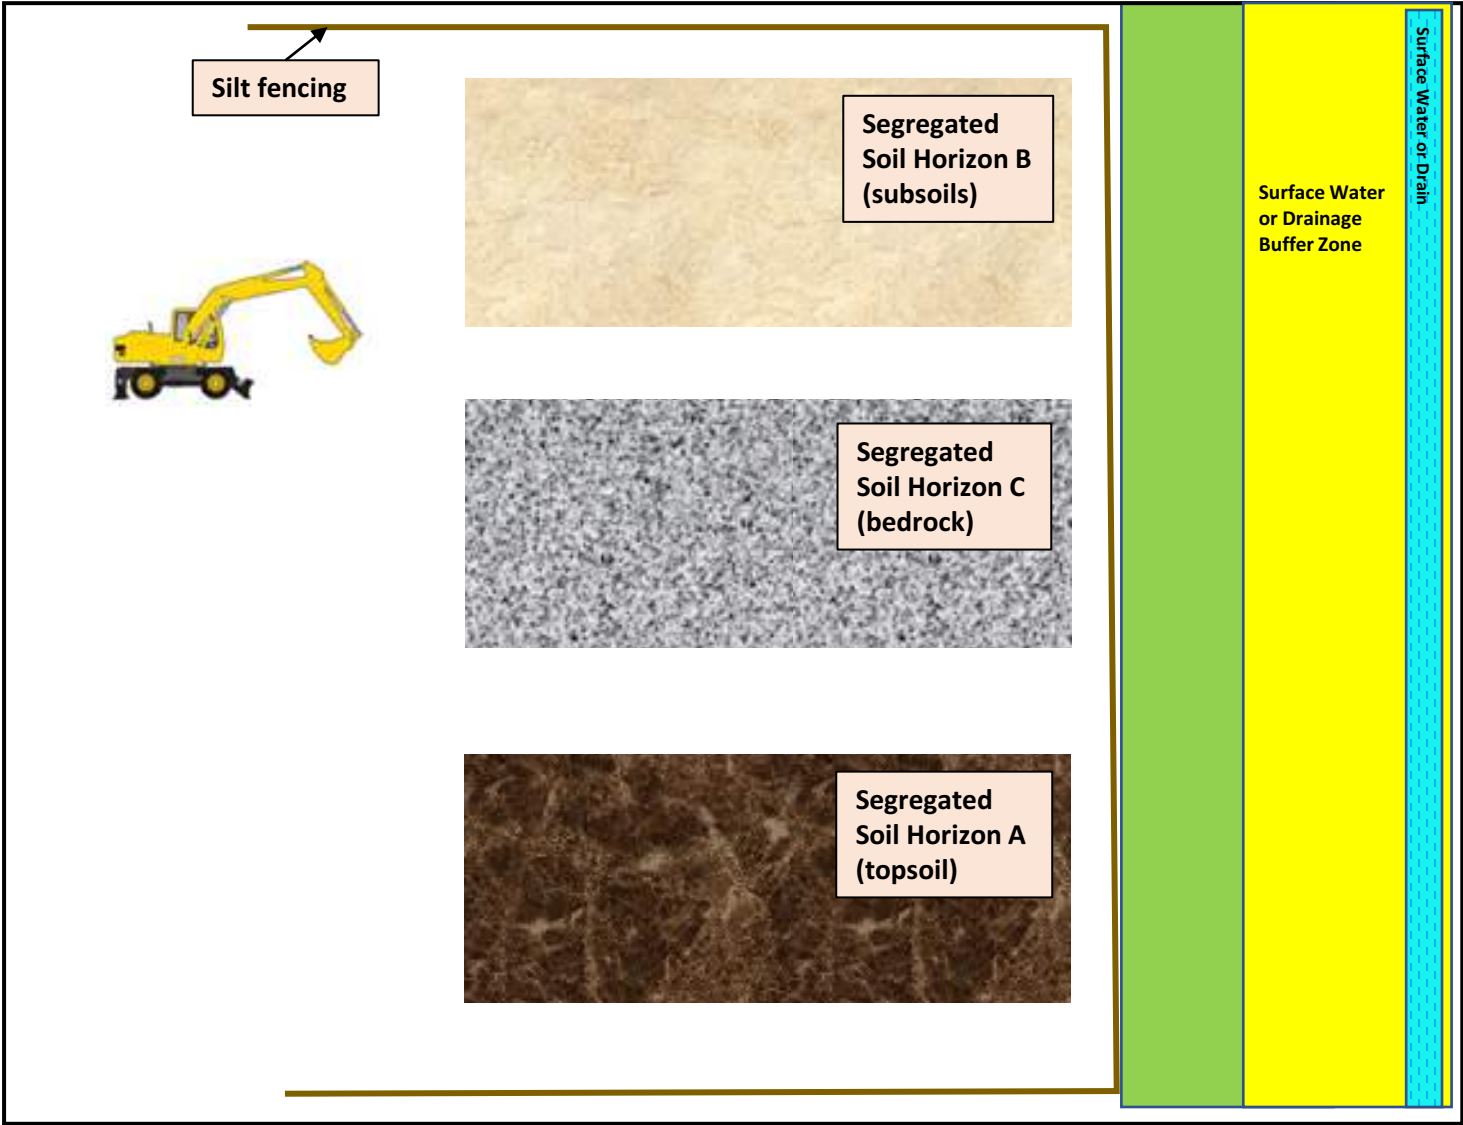 Silt fencing
Segregated
Soil Horizon B
(subsoils)
Surface Water
or Drainage
Buffer Zone
Surface Water or Drain
Segregated
Soil Horizon C
(bedrock)
Segregated
Soil Horizon A
(topsoil)